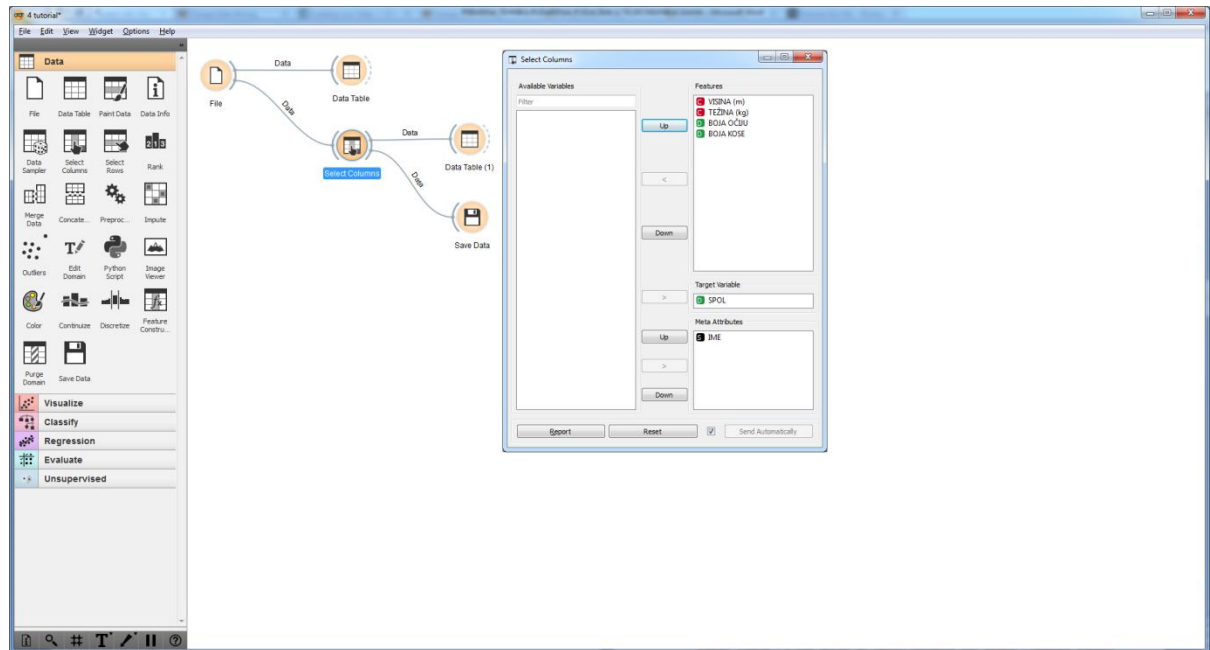 4 tutorial*
File Edit View Widget Options Help
Data
File Data Table Paint Data Data Info
Data Sampler Select Columns Select Rows Rank
Merge Data Concate... Preproc... Impute
Outliers Edit Domain Python Script Image Viewer
Color Continuize Discretize Feature Constru...
Purge Domain Save Data
Visualize
Classify
Regression
Evaluate
Unsupervised
File
Data
Data Table
Data
Select Columns
Data
Data Table (1)
Data
Save Data
Select Columns
Available Variables
Filter
Up
<
Down
>
Up
>
Down
Features
C VISINA (m)
C TEŽINA (kg)
D BOJA OČIJU
D BOJA KOSE
Target Variable
D SPOL
Meta Attributes
S IME
Report Reset Send Automatically